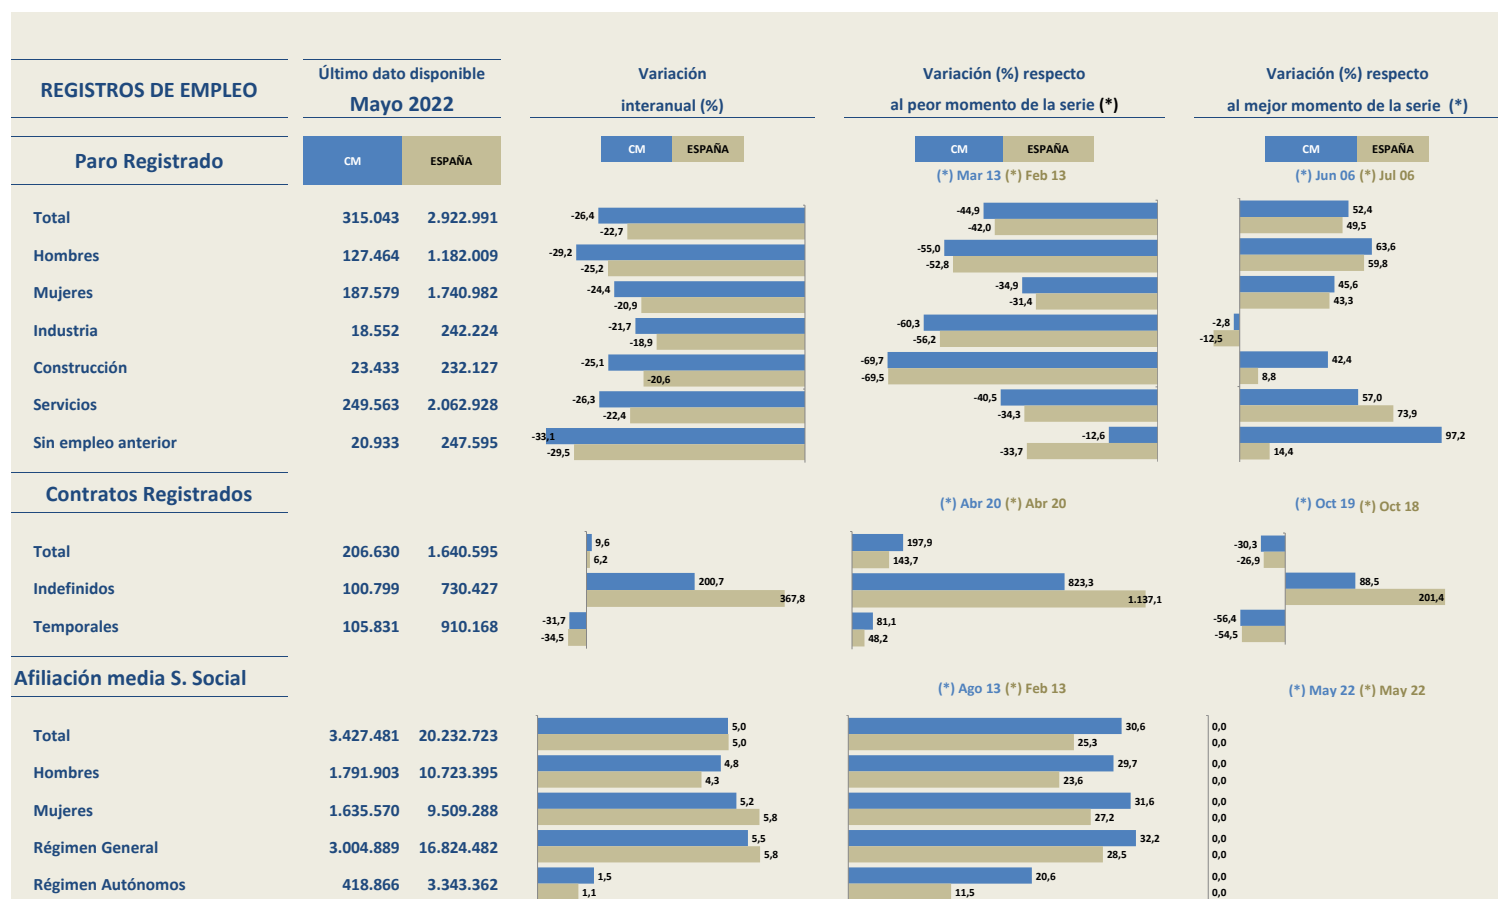 REGISTROS DE EMPLEO
Último dato disponible
Mayo 2022
Variación
interanual (%)
Variación (%) respecto
al peor momento de la serie (*)
Variación (%) respecto
al mejor momento de la serie (*)
Paro Registrado
CM ESPAÑA
CM ESPAÑA
CM ESPAÑA
(*) Mar 13 (*) Feb 13
CM ESPAÑA
(*) Jun 06 (*) Jul 06
Total 315.043 2.922.991 -26,4 -22,7 -44,9 -42,0 52,4 49,5
Hombres 127.464 1.182.009 -29,2 -25,2 -55,0 -52,8 63,6 59,8
Mujeres 187.579 1.740.982 -24,4 -20,9 -34,9 -31,4 45,6 43,3
Industria 18.552 242.224 -21,7 -18,9 -60,3 -56,2 -2,8 -12,5
Construcción 23.433 232.127 -25,1 -20,6 -69,7 -69,5 42,4 8,8
Servicios 249.563 2.062.928 -26,3 -22,4 -40,5 -34,3 57,0 73,9
Sin empleo anterior 20.933 247.595 -33,1 -29,5 -12,6 -33,7 97,2 14,4
Contratos Registrados (*) Abr 20 (*) Abr 20 (*) Oct 19 (*) Oct 18
Total 206.630 1.640.595 9,6 6,2 197,9 143,7 -30,3 -26,9
Indefinidos 100.799 730.427 200,7 367,8 823,3 1.137,1 88,5 201,4
Temporales 105.831 910.168 -31,7 -34,5 81,1 48,2 -56,4 -54,5
Afiliación media S. Social (*) Ago 13 (*) Feb 13 (*) May 22 (*) May 22
Total 3.427.481 20.232.723 5,0 5,0 30,6 25,3 0,0 0,0
Hombres 1.791.903 10.723.395 4,8 4,3 29,7 23,6 0,0 0,0
Mujeres 1.635.570 9.509.288 5,2 5,8 31,6 27,2 0,0 0,0
Régimen General 3.004.889 16.824.482 5,5 5,8 32,2 28,5 0,0 0,0
Régimen Autónomos 418.866 3.343.362 1,5 1,1 20,6 11,5 0,0 0,0